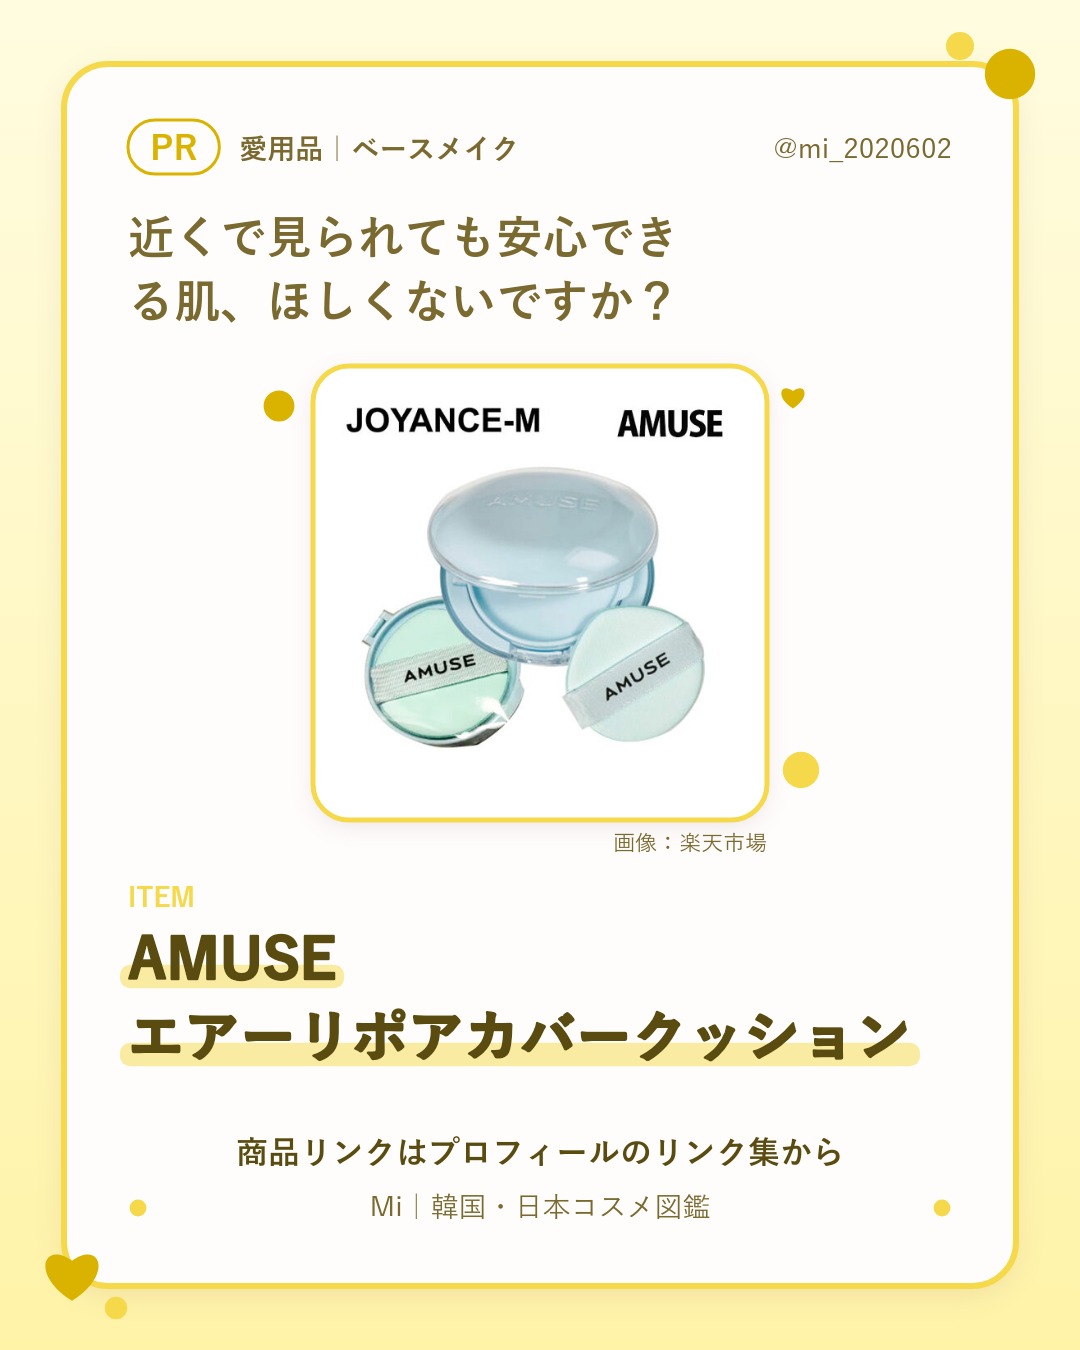 PR 愛用品｜ベースメイク @mi_2020602
近くで見られても安心でき
る肌、ほしくないですか？
JOYANCE-M AMUSE
AMUSE
AMUSE
AMUSE
画像：楽天市場
ITEM
AMUSE
エアーリポアカバークッション
商品リンクはプロフィールのリンク集から
Mi｜韓国・日本コスメ図鑑